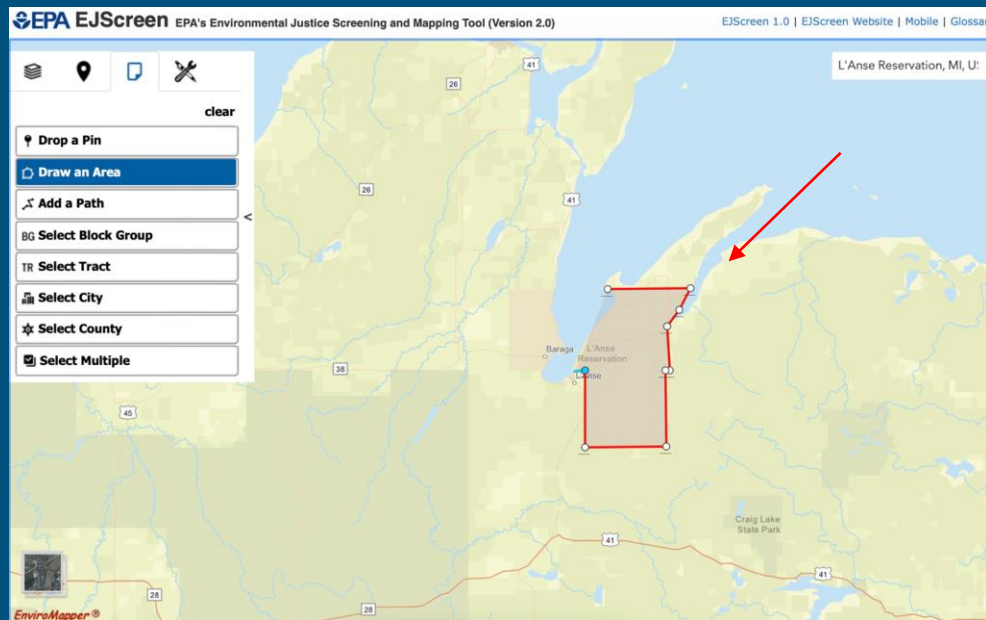 EPA EJScreen EPA's Environmental Justice Screening and Mapping Tool (Version 2.0)
EJScreen 1.0 | EJScreen Website | Mobile | Glossar
L'Anse Reservation, MI, U
clear
Drop a Pin
Draw an Area
Add a Path
BG Select Block Group
TR Select Tract
Select City
Select County
Select Multiple
<
41
26
26
41
Baraga
L'Anse
Reservation
L'Anse
38
45
Craig Lake
State Park
41
41
28
28
EnviroMapper®